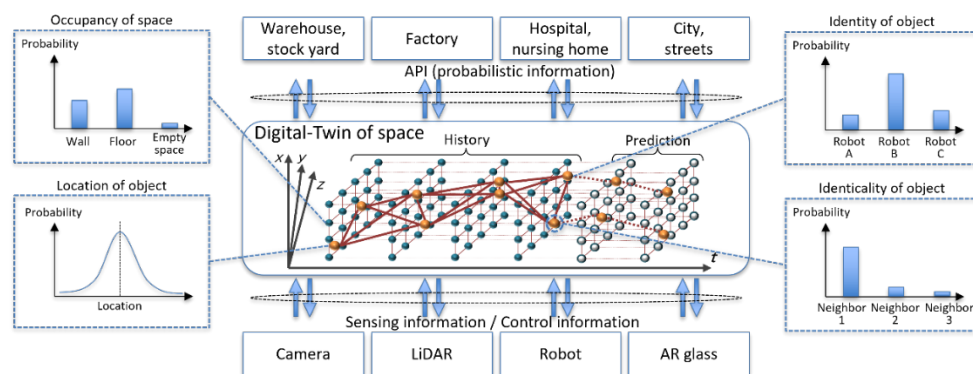 Occupancy of space
Probability
Wall
Floor
Empty
space
Location of object
Probability
Location
Warehouse,
stock yard
Factory
Hospital,
nursing home
City,
streets
API (probabilistic information)
Digital-Twin of space
History
Prediction
x
y
z
t
Sensing information / Control information
Camera
LiDAR
Robot
AR glass
Identity of object
Probability
Robot
A
Robot
B
Robot
C
Identicality of object
Probability
Neighbor
1
Neighbor
2
Neighbor
3